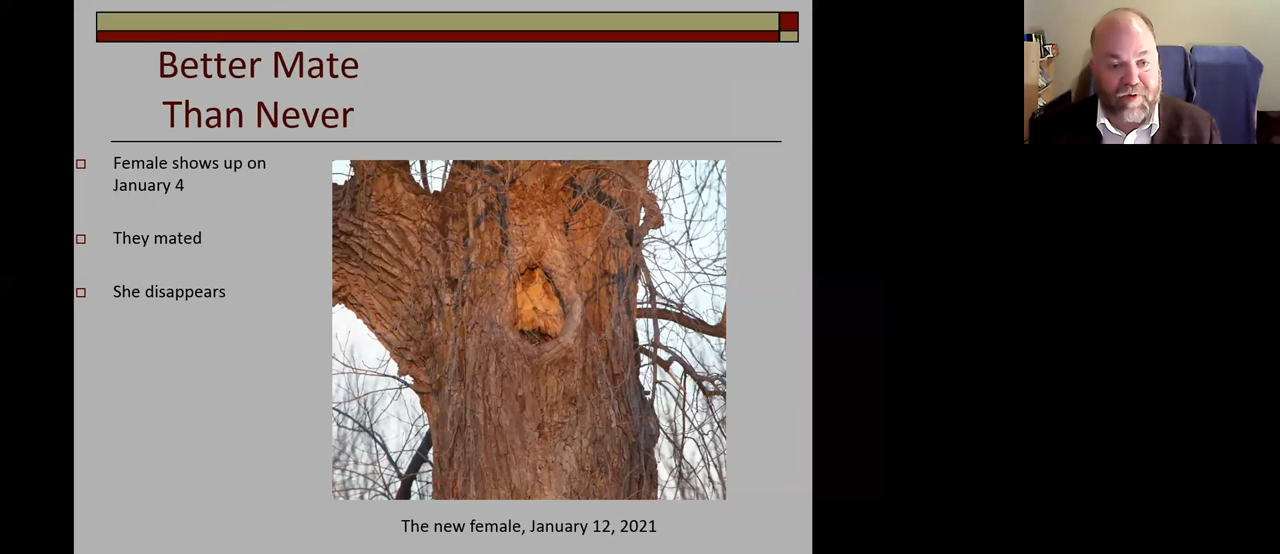 Better Mate
Than Never
Female shows up on
January 4
They mated
She disappears
The new female, January 12, 2021